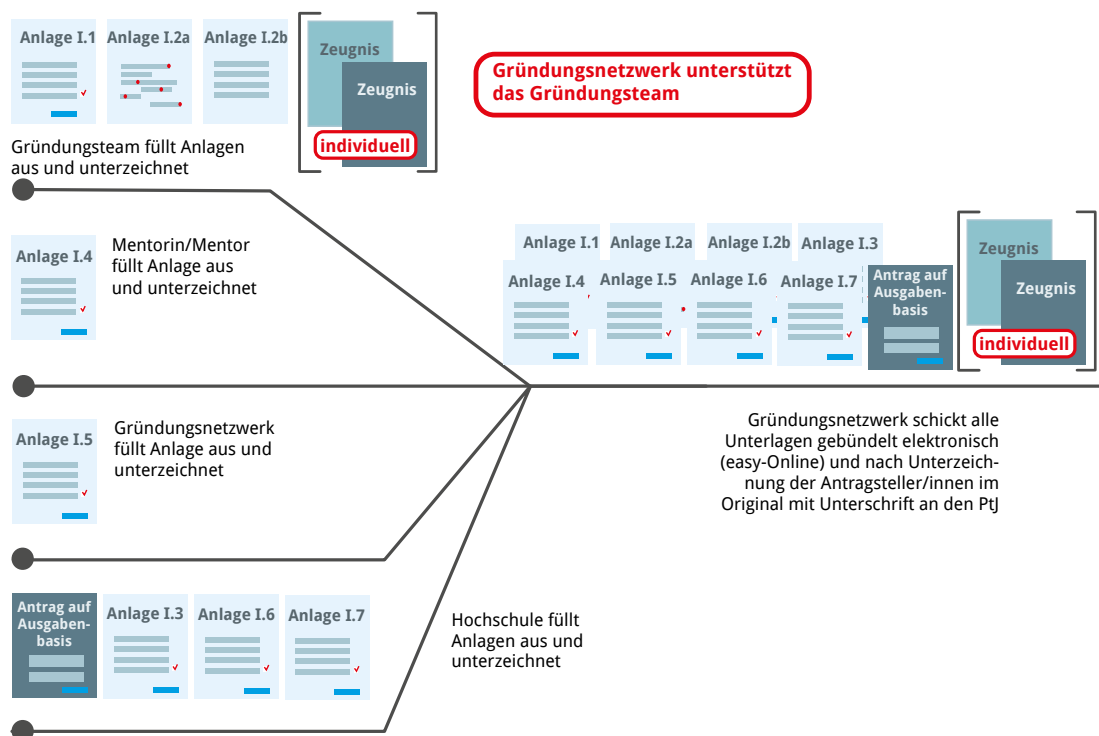 Anlage I.1
Anlage I.2a
Anlage I.2b
Zeugnis
Zeugnis
individuell
Gründungsnetzwerk unterstützt
das Gründungsteam
Gründungsteam füllt Anlagen
aus und unterzeichnet
Anlage I.4
Mentorin/Mentor
füllt Anlage aus
und unterzeichnet
Anlage I.1
Anlage I.2a
Anlage I.2b
Anlage I.3
Anlage I.4
Anlage I.5
Anlage I.6
Anlage I.7
Antrag auf
Ausgaben-
basis
Zeugnis
Zeugnis
individuell
Anlage I.5
Gründungsnetzwerk
füllt Anlage aus und
unterzeichnet
Gründungsnetzwerk schickt alle
Unterlagen gebündelt elektronisch
(easy-Online) und nach Unterzeich-
nung der Antragsteller/innen im
Original mit Unterschrift an den PtJ
Antrag auf
Ausgaben-
basis
Anlage I.3
Anlage I.6
Anlage I.7
Hochschule füllt
Anlagen aus und
unterzeichnet